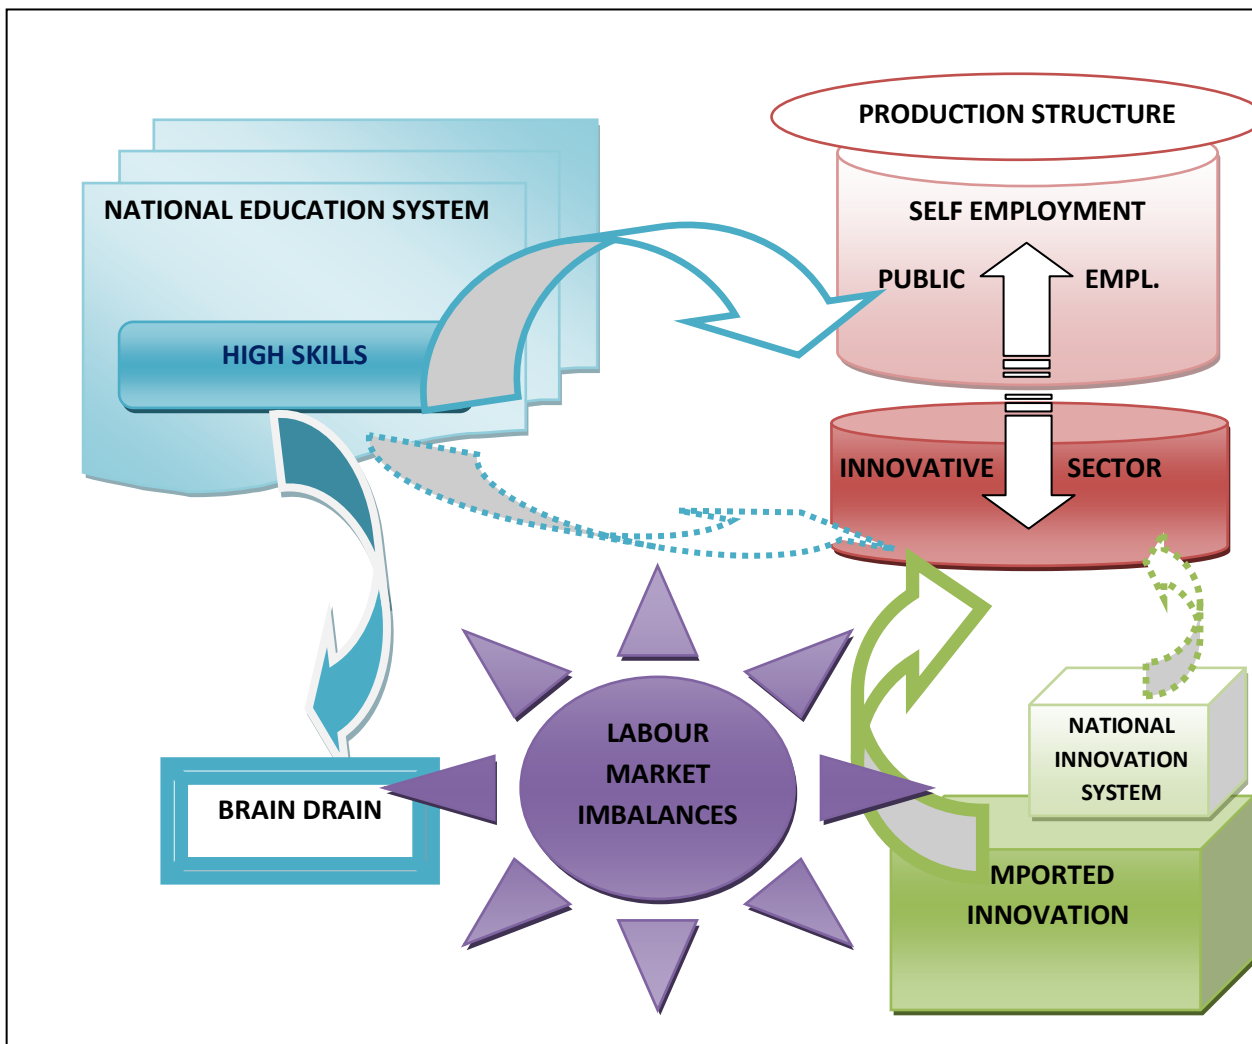 PRODUCTION STRUCTURE
NATIONAL EDUCATION SYSTEM
SELF EMPLOYMENT
PUBLIC EMPL.
HIGH SKILLS
INNOVATIVE SECTOR
LABOUR
MARKET
IMBALANCES
NATIONAL
INNOVATION
SYSTEM
BRAIN DRAIN
MPORTED
INNOVATION